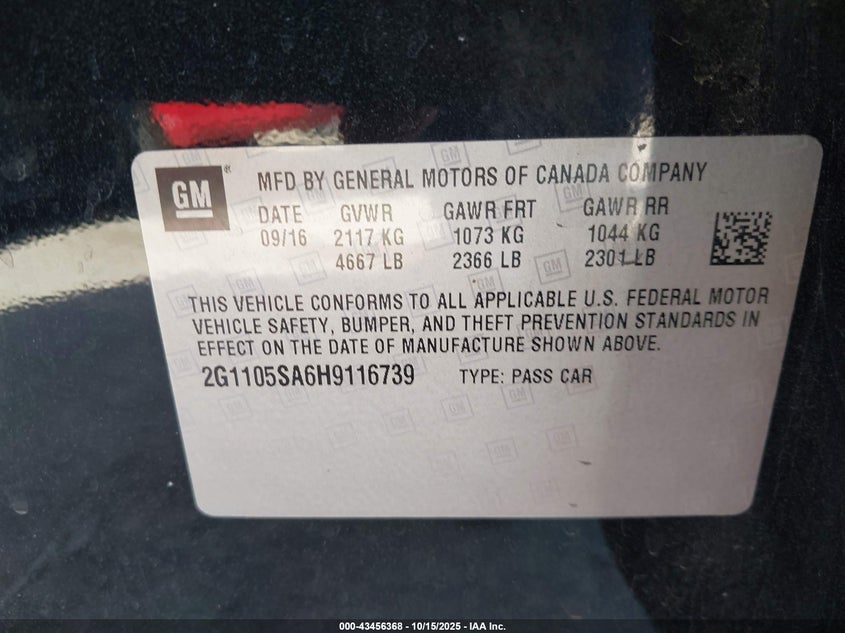 GM
MFD BY GENERAL MOTORS OF CANADA COMPANY
DATE GVWR GAWR FRT GAWR RR
09/16 2117 KG 1073 KG 1044 KG
4667 LB 2366 LB 2301 LB
THIS VEHICLE CONFORMS TO ALL APPLICABLE U.S. FEDERAL MOTOR
VEHICLE SAFETY, BUMPER, AND THEFT PREVENTION STANDARDS IN
EFFECT ON THE DATE OF MANUFACTURE SHOWN ABOVE.
2G1105SA6H9116739 TYPE: PASS CAR
000-43456368 - 10/15/2025 - IAA Inc.